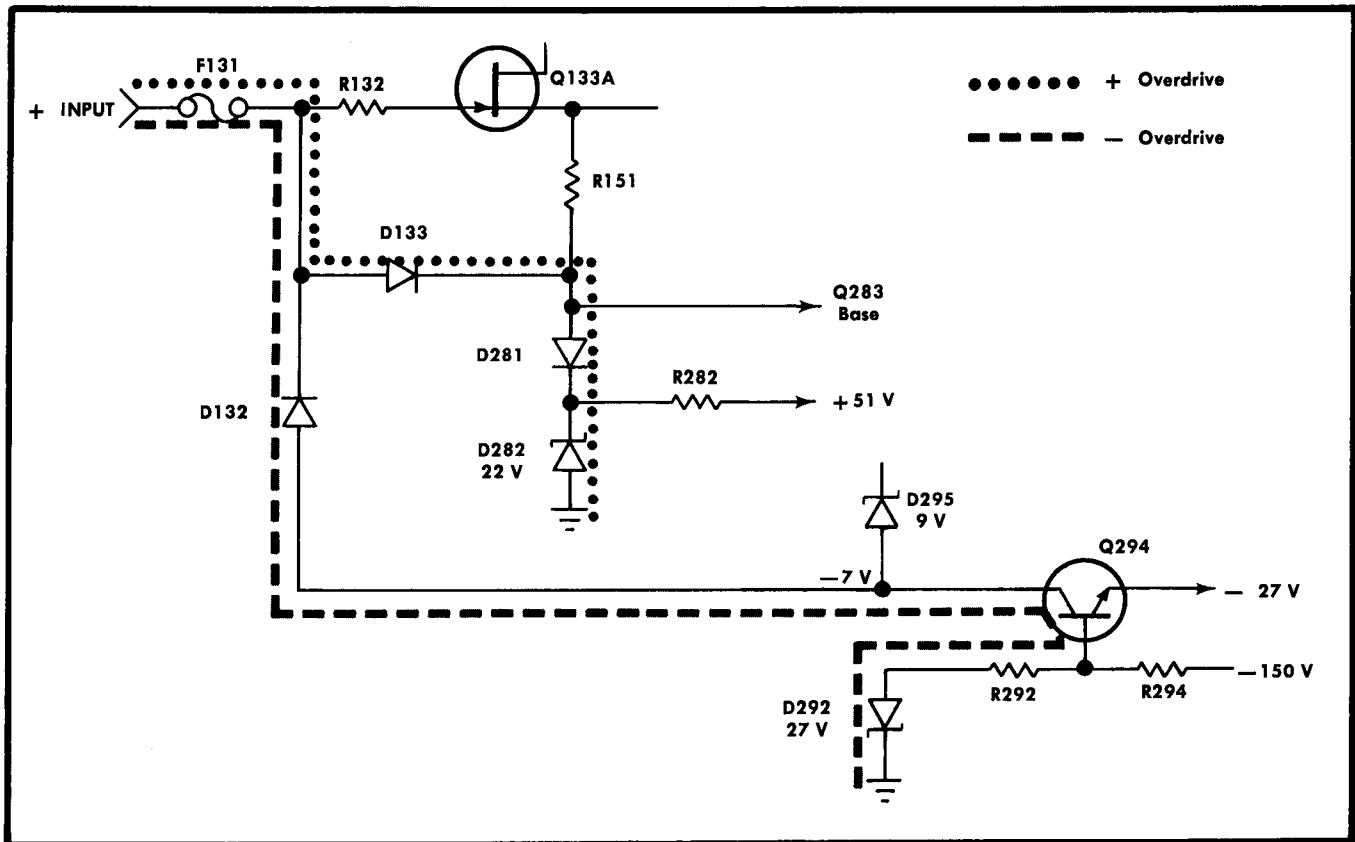 F131
R132
Q133A
+ Overdrive
+ INPUT
− Overdrive
R151
D133
Q283
Base
D281
R282
+ 51 V
D132
D282
22 V
D295
9 V
Q294
− 7 V
− 27 V
− 150 V
R292
R294
D292
27 V